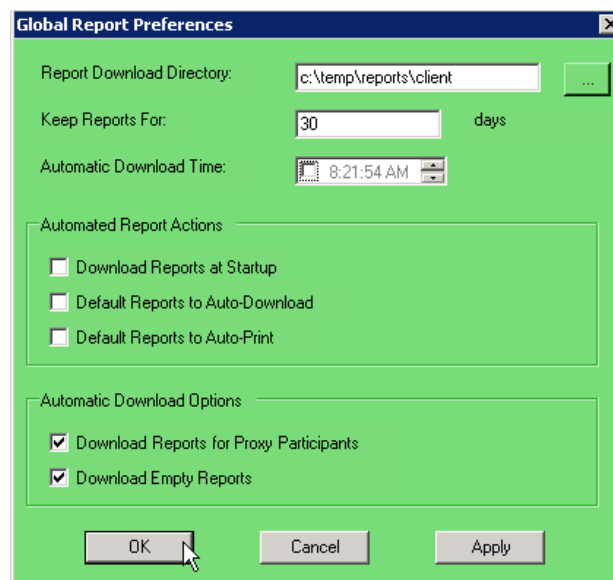 Global Report Preferences
Report Download Directory: c:\temp\reports\client ...
Keep Reports For: 30 days
Automatic Download Time: 8:21:54 AM
Automated Report Actions
Download Reports at Startup
Default Reports to Auto-Download
Default Reports to Auto-Print
Automatic Download Options
Download Reports for Proxy Participants
Download Empty Reports
OK Cancel Apply